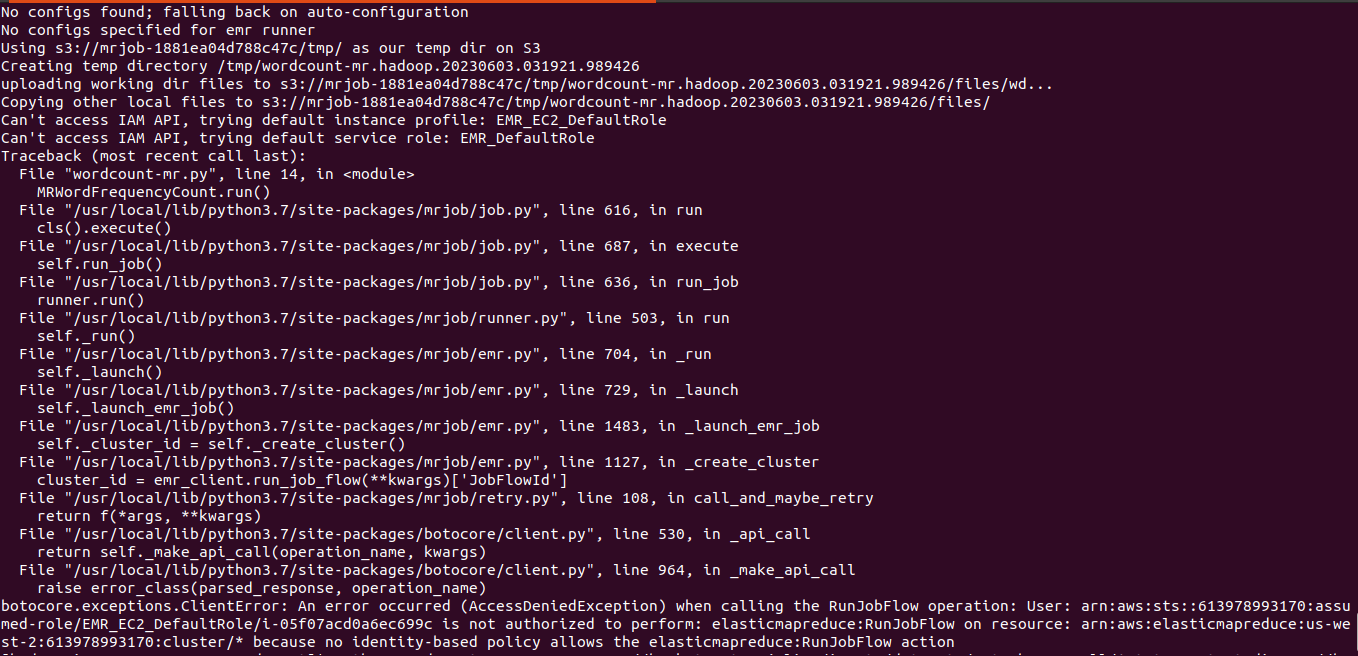 No configs found; falling back on auto-configuration
No configs specified for emr runner
Using s3://mrjob-1881ea04d788c47c/tmp/ as our temp dir on S3
Creating temp directory /tmp/wordcount-mr.hadoop.20230603.031921.989426
uploading working dir files to s3://mrjob-1881ea04d788c47c/tmp/wordcount-mr.hadoop.20230603.031921.989426/files/wd...
Copying other local files to s3://mrjob-1881ea04d788c47c/tmp/wordcount-mr.hadoop.20230603.031921.989426/files/
Can't access IAM API, trying default instance profile: EMR_EC2_DefaultRole
Can't access IAM API, trying default service role: EMR_DefaultRole
Traceback (most recent call last):
  File "wordcount-mr.py", line 14, in <module>
    MRWordFrequencyCount.run()
  File "/usr/local/lib/python3.7/site-packages/mrjob/job.py", line 616, in run
    cls().execute()
  File "/usr/local/lib/python3.7/site-packages/mrjob/job.py", line 687, in execute
    self.run_job()
  File "/usr/local/lib/python3.7/site-packages/mrjob/job.py", line 636, in run_job
    runner.run()
  File "/usr/local/lib/python3.7/site-packages/mrjob/runner.py", line 503, in run
    self._run()
  File "/usr/local/lib/python3.7/site-packages/mrjob/emr.py", line 704, in _run
    self._launch()
  File "/usr/local/lib/python3.7/site-packages/mrjob/emr.py", line 729, in _launch
    self._launch_emr_job()
  File "/usr/local/lib/python3.7/site-packages/mrjob/emr.py", line 1483, in _launch_emr_job
    self._cluster_id = self._create_cluster()
  File "/usr/local/lib/python3.7/site-packages/mrjob/emr.py", line 1127, in _create_cluster
    cluster_id = emr_client.run_job_flow(**kwargs)['JobFlowId']
  File "/usr/local/lib/python3.7/site-packages/mrjob/retry.py", line 108, in call_and_maybe_retry
    return f(*args, **kwargs)
  File "/usr/local/lib/python3.7/site-packages/botocore/client.py", line 530, in _api_call
    return self._make_api_call(operation_name, kwargs)
  File "/usr/local/lib/python3.7/site-packages/botocore/client.py", line 964, in _make_api_call
    raise error_class(parsed_response, operation_name)
botocore.exceptions.ClientError: An error occurred (AccessDeniedException) when calling the RunJobFlow operation: User: arn:aws:sts::613978993170:assu
med-role/EMR_EC2_DefaultRole/i-05f07acd0a6ec699c is not authorized to perform: elasticmapreduce:RunJobFlow on resource: arn:aws:elasticmapreduce:us-we
st-2:613978993170:cluster/* because no identity-based policy allows the elasticmapreduce:RunJobFlow action